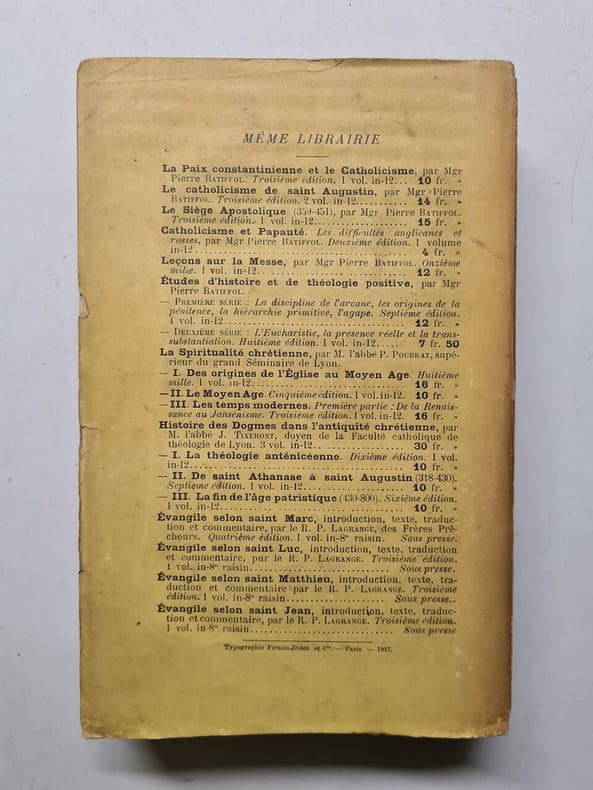 MÊME LIBRAIRIE
La Paix constantinienne et le Catholicisme, par Mgr
Pierre BATIFFOL. Troisième édition. 1 vol. in-12... 10 fr. »
Le catholicisme de saint Augustin, par Mgr Pierre
BATIFFOL. Troisième édition. 2 vol. in-12........... 14 fr. »
Le Siège Apostolique (359-451), par Mgr Pierre BATIFFOL.
Troisième édition. 1 vol. in-12..................... 15 fr. »
Catholicisme et Papauté. Les difficultés anglicanes et
russes, par Mgr Pierre BATIFFOL. Deuxième édition. 1 volume
in-12............................................ 4 fr. »
Leçons sur la Messe, par Mgr Pierre BATIFFOL. Onzième
mille. 1 vol. in-12................................ 12 fr. »
Études d'histoire et de théologie positive, par Mgr
Pierre BATIFFOL.
— PREMIÈRE SÉRIE : La discipline de l'arcane, les origines de la
pénitence, la hiérarchie primitive, l'agape. Septième édition.
1 vol. in-12.................................... 12 fr. »
— DEUXIÈME SÉRIE : L'Eucharistie, la présence réelle et la trans-
substantiation. Huitième édition. 1 vol. in-12...... 7 fr. 50
La Spiritualité chrétienne, par M. l'abbé P. POURRAT, supé-
rieur du grand Séminaire de Lyon.
— I. Des origines de l'Église au Moyen Age. Huitième
mille. 1 vol. in-12............................... 16 fr. »
— II. Le Moyen Age. Cinquième édition. 1 vol. in-12. 10 fr. »
— III. Les temps modernes. Première partie : De la Renais-
sance au Jansénisme. Troisième édition. 1 vol. in-12. 16 fr. »
Histoire des Dogmes dans l'antiquité chrétienne, par
M. l'abbé J. TIXERONT, doyen de la Faculté catholique de
théologie de Lyon. 3 vol. in-12.................... 30 fr. »
— I. La théologie anténicéenne. Dixième édition. 1 vol.
in-12............................................ 10 fr. »
— II. De saint Athanase à saint Augustin (318-430).
Septième édition. 1 vol. in-12..................... 10 fr. »
— III. La fin de l'âge patristique (430-800). Sixième édition.
1 vol. in-12..................................... 10 fr. »
Évangile selon saint Marc, introduction, texte, traduc-
tion et commentaire, par le R. P. LAGRANGE, des Frères Prê-
cheurs. Quatrième édition. 1 vol. in-8° raisin. Sous presse.
Évangile selon saint Luc, introduction, texte, traduction
et commentaire, par le R. P. LAGRANGE. Troisième édition.
1 vol. in-8° raisin.............................. Sous presse.
Évangile selon saint Matthieu, introduction, texte, tra-
duction et commentaire par le R. P. LAGRANGE. Troisième
édition. 1 vol. in-8° raisin....................... Sous presse..
Évangile selon saint Jean, introduction, texte, traduc-
tion et commentaire, par le R. P. LAGRANGE. Troisième édition.
1 vol. in-8° raisin................................ Sous presse
Typographie Firmin-Didot et Cie. — Paris. — 1927.